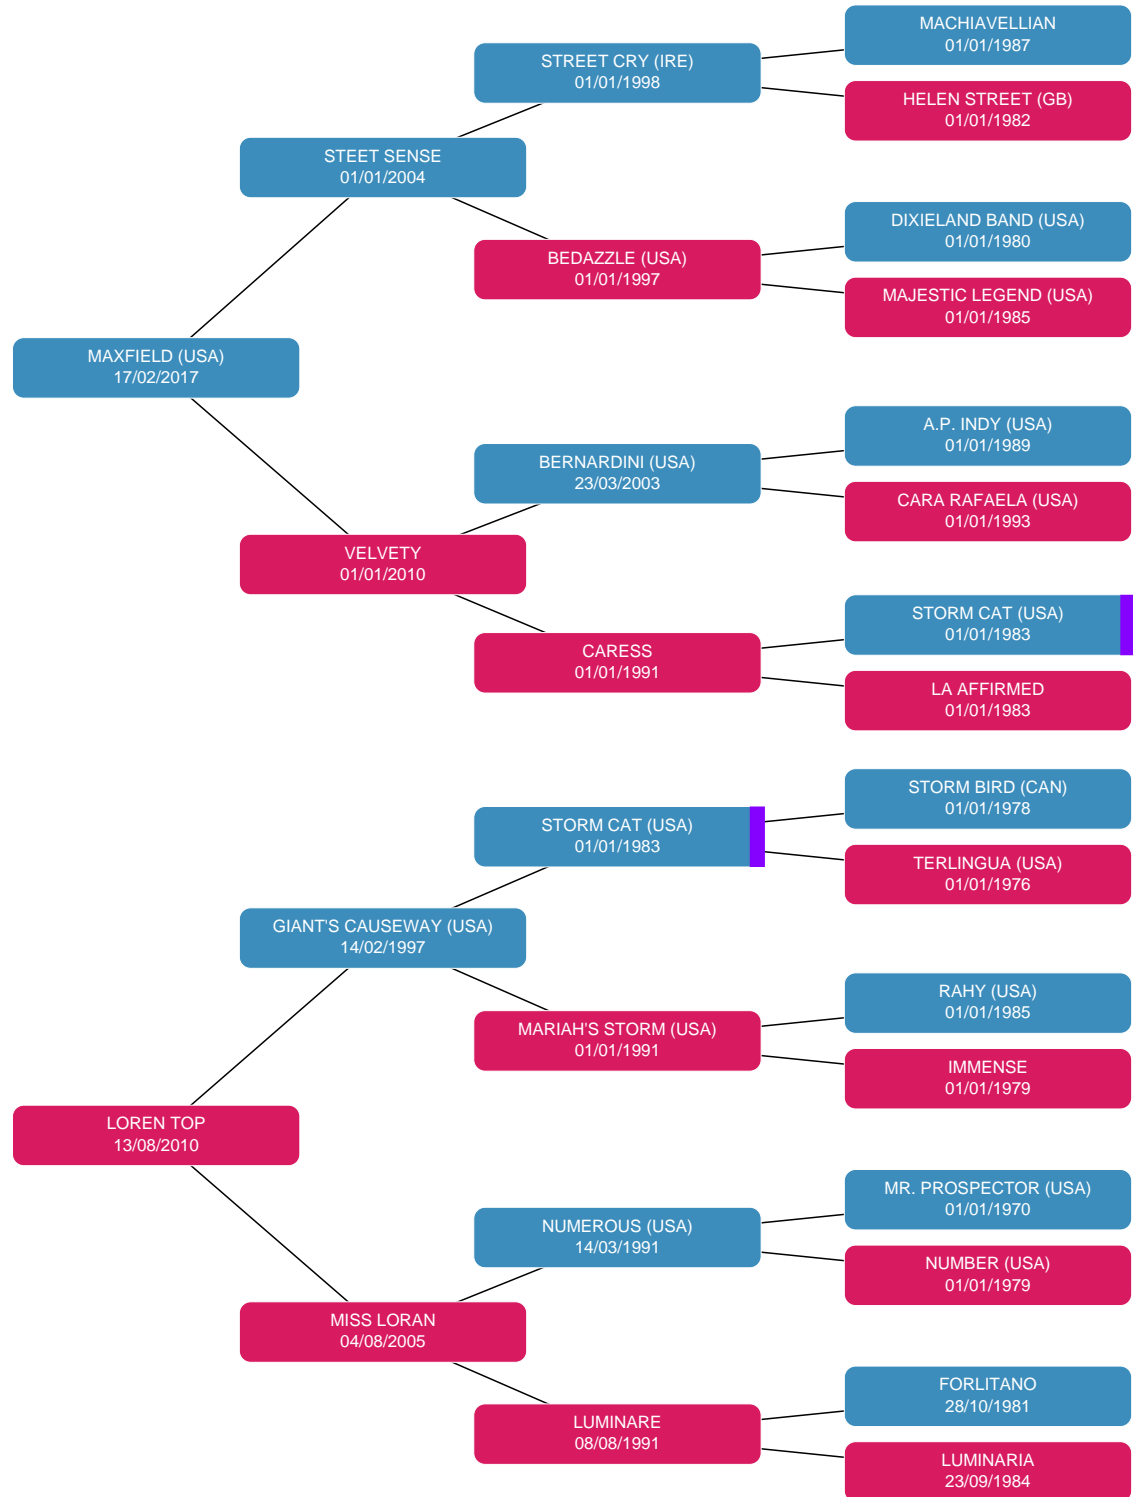 MACHIAVELLIAN
01/01/1987
STREET CRY (IRE)
01/01/1998
HELEN STREET (GB)
01/01/1982
STEET SENSE
01/01/2004
DIXIELAND BAND (USA)
01/01/1980
BEDAZZLE (USA)
01/01/1997
MAJESTIC LEGEND (USA)
01/01/1985
MAXFIELD (USA)
17/02/2017
A.P. INDY (USA)
01/01/1989
BERNARDINI (USA)
23/03/2003
CARA RAFAELA (USA)
01/01/1993
VELVETY
01/01/2010
STORM CAT (USA)
01/01/1983
CARESS
01/01/1991
LA AFFIRMED
01/01/1983
STORM BIRD (CAN)
01/01/1978
STORM CAT (USA)
01/01/1983
TERLINGUA (USA)
01/01/1976
GIANT'S CAUSEWAY (USA)
14/02/1997
RAHY (USA)
01/01/1985
MARIAH'S STORM (USA)
01/01/1991
IMMENSE
01/01/1979
LOREN TOP
13/08/2010
MR. PROSPECTOR (USA)
01/01/1970
NUMEROUS (USA)
14/03/1991
NUMBER (USA)
01/01/1979
MISS LORAN
04/08/2005
FORLITANO
28/10/1981
LUMINARE
08/08/1991
LUMINARIA
23/09/1984